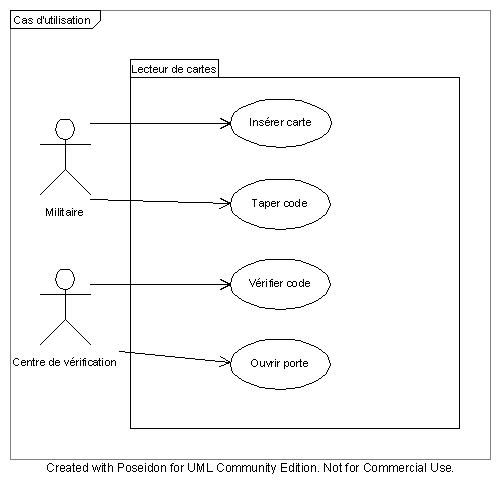 Cas d'utilisation
Lecteur de cartes
Insérer carte
Militaire
Taper code
Vérifier code
Centre de vérification
Ouvrir porte
Created with Poseidon for UML Community Edition. Not for Commercial Use.